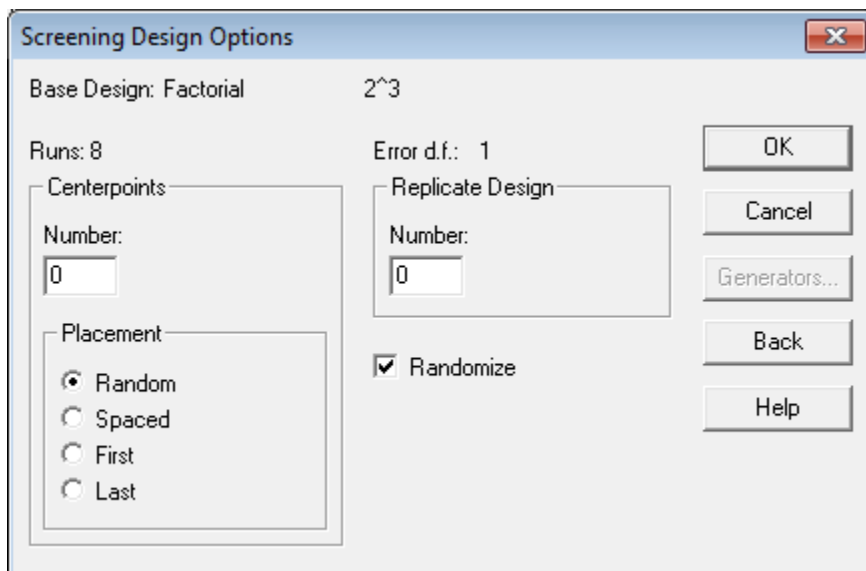 Screening Design Options
Base Design: Factorial 2^3
Runs: 8
Error d.f.: 1
Centerpoints
Number:
0
Placement
Random
Spaced
First
Last
Replicate Design
Number:
0
Randomize
OK
Cancel
Generators...
Back
Help